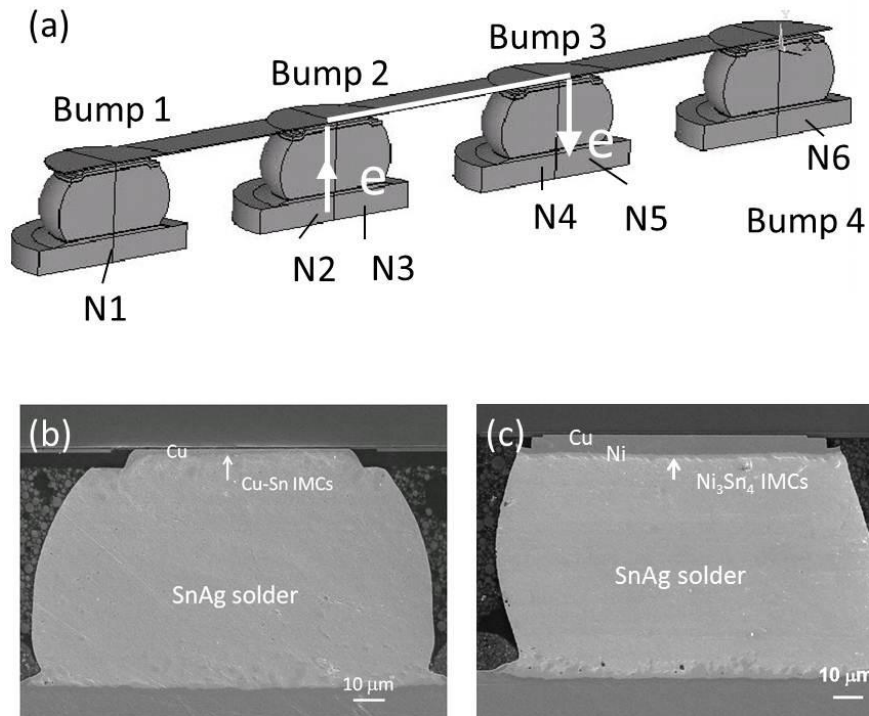 (a)
Bump 1
Bump 2
Bump 3
Bump 4
e
e
N1
N2
N3
N4
N5
N6
Y
X
(b)
Cu
Cu-Sn IMCs
SnAg solder
10 μm
(c)
Cu
Ni
Ni₃Sn₄ IMCs
SnAg solder
10 μm